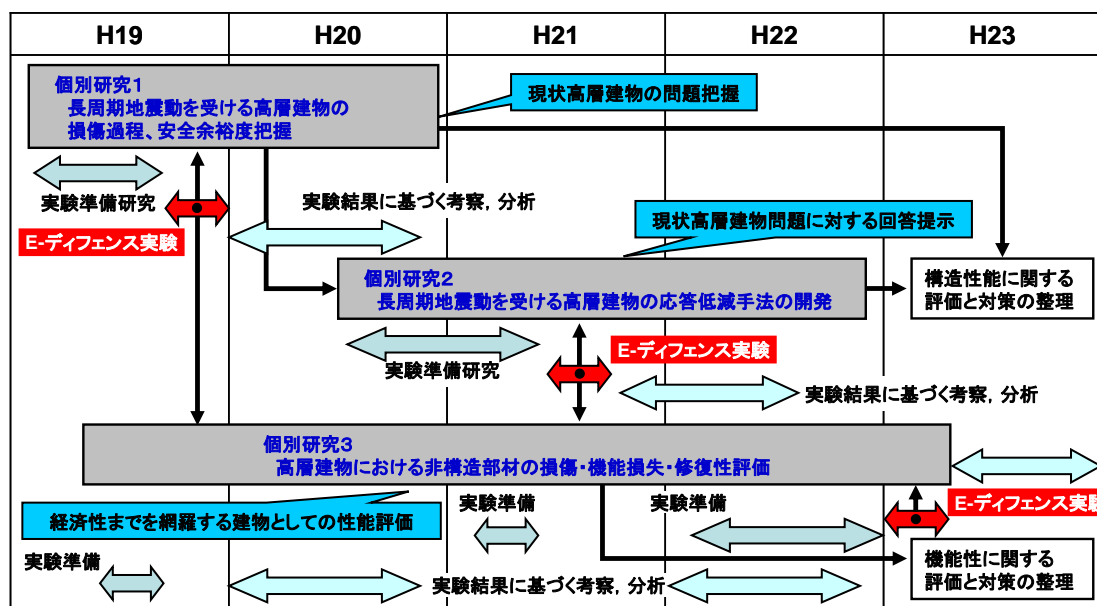 H19
H20
H21
H22
H23
個別研究1
長周期地震動を受ける高層建物の
損傷過程、安全余裕度把握
現状高層建物の問題把握
実験準備研究
E-ディフェンス実験
実験結果に基づく考察，分析
現状高層建物問題に対する回答提示
個別研究2
長周期地震動を受ける高層建物の応答低減手法の開発
構造性能に関する
評価と対策の整理
実験準備研究
E-ディフェンス実験
実験結果に基づく考察，分析
個別研究3
高層建物における非構造部材の損傷・機能損失・修復性評価
経済性までを網羅する建物としての性能評価
実験準備
実験準備
E-ディフェンス実験
実験準備
実験結果に基づく考察，分析
機能性に関する
評価と対策の整理